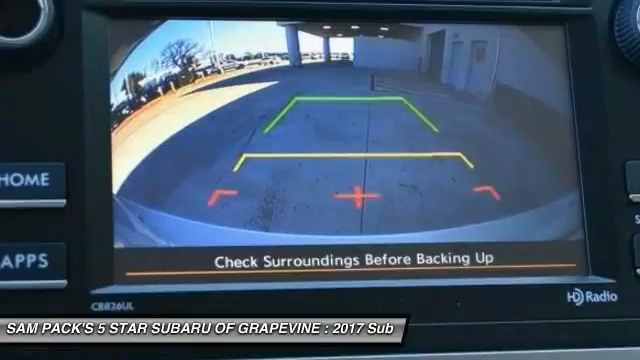 HOME
APPS
Check Surroundings Before Backing Up
CB826UL
HD Radio
SAM PACK'S 5 STAR SUBARU OF GRAPEVINE : 2017 Sub